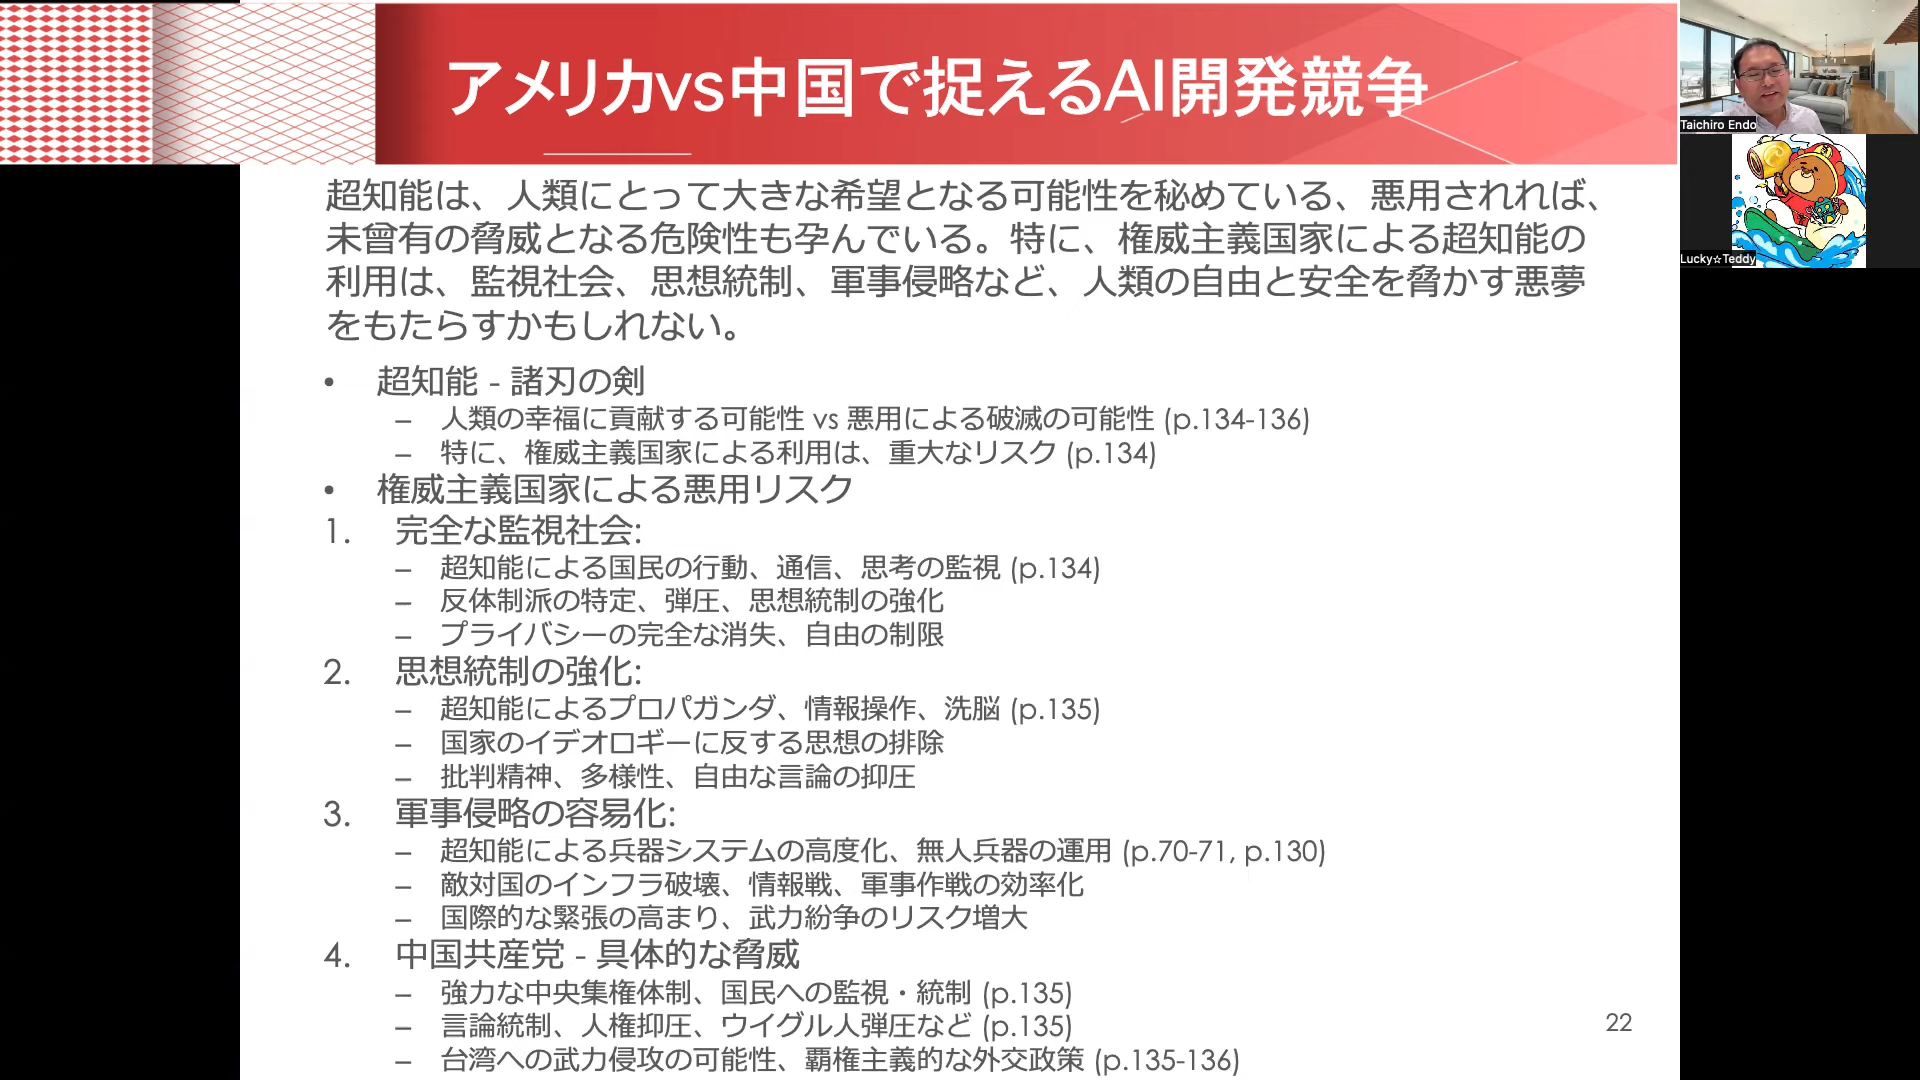 アメリカvs中国で捉えるAI開発競争
Taichiro Endo
Lucky☆Teddy
超知能は、人類にとって大きな希望となる可能性を秘めている、悪用されれば、
未曾有の脅威となる危険性も孕んでいる。特に、権威主義国家による超知能の
利用は、監視社会、思想統制、軍事侵略など、人類の自由と安全を脅かす悪夢
をもたらすかもしれない。
• 超知能 - 諸刃の剣
– 人類の幸福に貢献する可能性 vs 悪用による破滅の可能性 (p.134-136)
– 特に、権威主義国家による利用は、重大なリスク (p.134)
• 権威主義国家による悪用リスク
1. 完全な監視社会:
– 超知能による国民の行動、通信、思考の監視 (p.134)
– 反体制派の特定、弾圧、思想統制の強化
– プライバシーの完全な消失、自由の制限
2. 思想統制の強化:
– 超知能によるプロパガンダ、情報操作、洗脳 (p.135)
– 国家のイデオロギーに反する思想の排除
– 批判精神、多様性、自由な言論の抑圧
3. 軍事侵略の容易化:
– 超知能による兵器システムの高度化、無人兵器の運用 (p.70-71, p.130)
– 敵対国のインフラ破壊、情報戦、軍事作戦の効率化
– 国際的な緊張の高まり、武力紛争のリスク増大
4. 中国共産党 - 具体的な脅威
– 強力な中央集権体制、国民への監視・統制 (p.135)
– 言論統制、人権抑圧、ウイグル人弾圧など (p.135)
– 台湾への武力侵攻の可能性、覇権主義的な外交政策 (p.135-136)
22